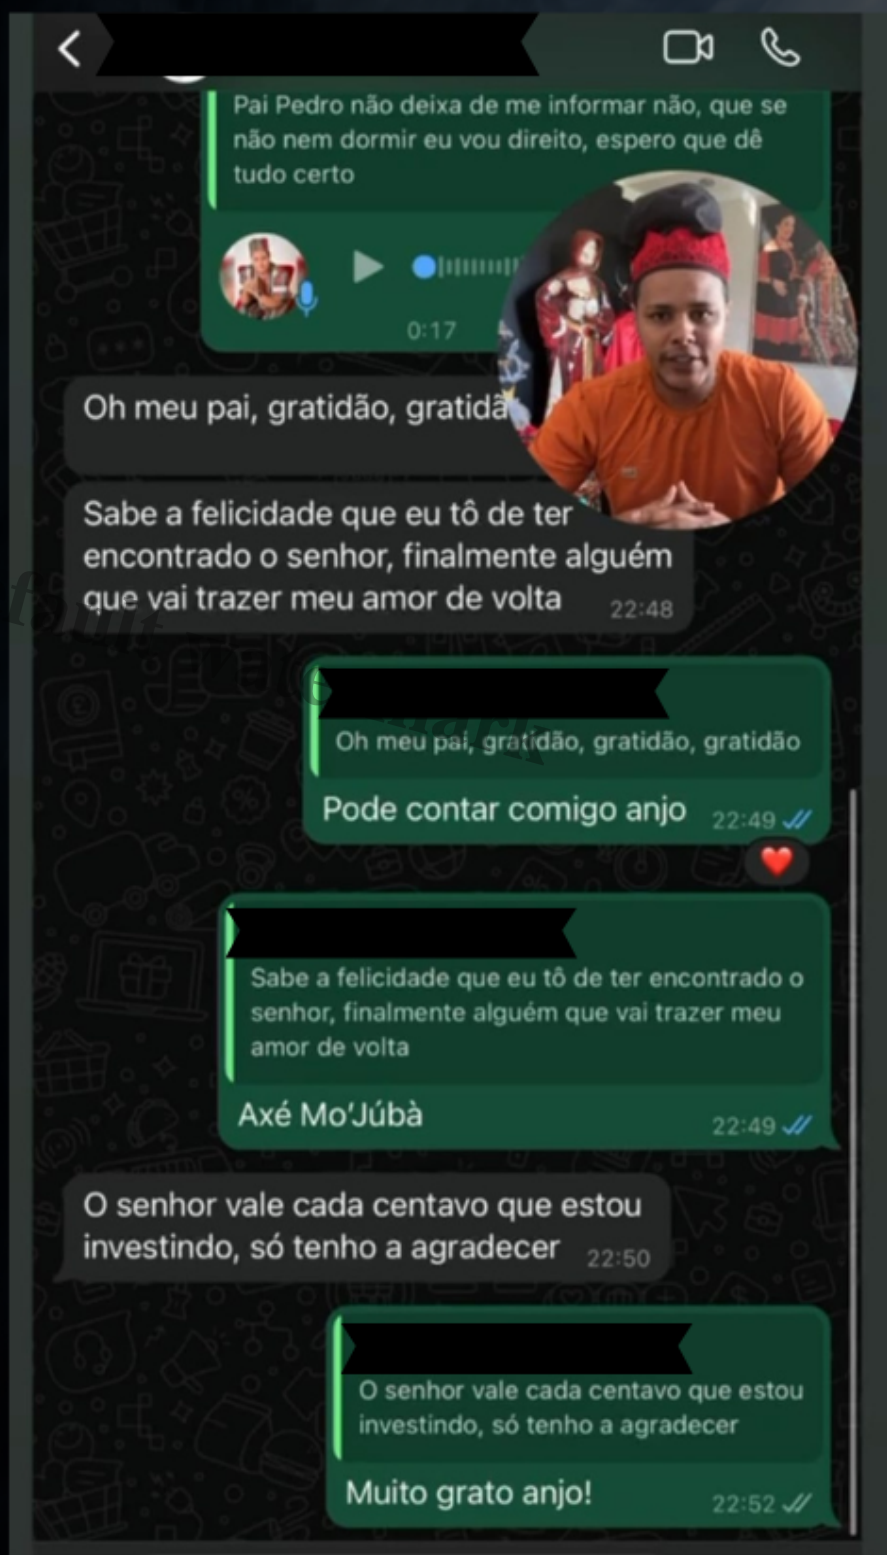 Pai Pedro não deixa de me informar não, que se
não nem dormir eu vou direito, espero que dê
tudo certo
0:17
Oh meu pai, gratidão, gratidã
Sabe a felicidade que eu tô de ter
encontrado o senhor, finalmente alguém
que vai trazer meu amor de volta 22:48
Oh meu pai, gratidão, gratidão, gratidão
Pode contar comigo anjo 22:49
Sabe a felicidade que eu tô de ter encontrado o
senhor, finalmente alguém que vai trazer meu
amor de volta
Axé Mo'Júbà 22:49
O senhor vale cada centavo que estou
investindo, só tenho a agradecer 22:50
O senhor vale cada centavo que estou
investindo, só tenho a agradecer
Muito grato anjo! 22:52